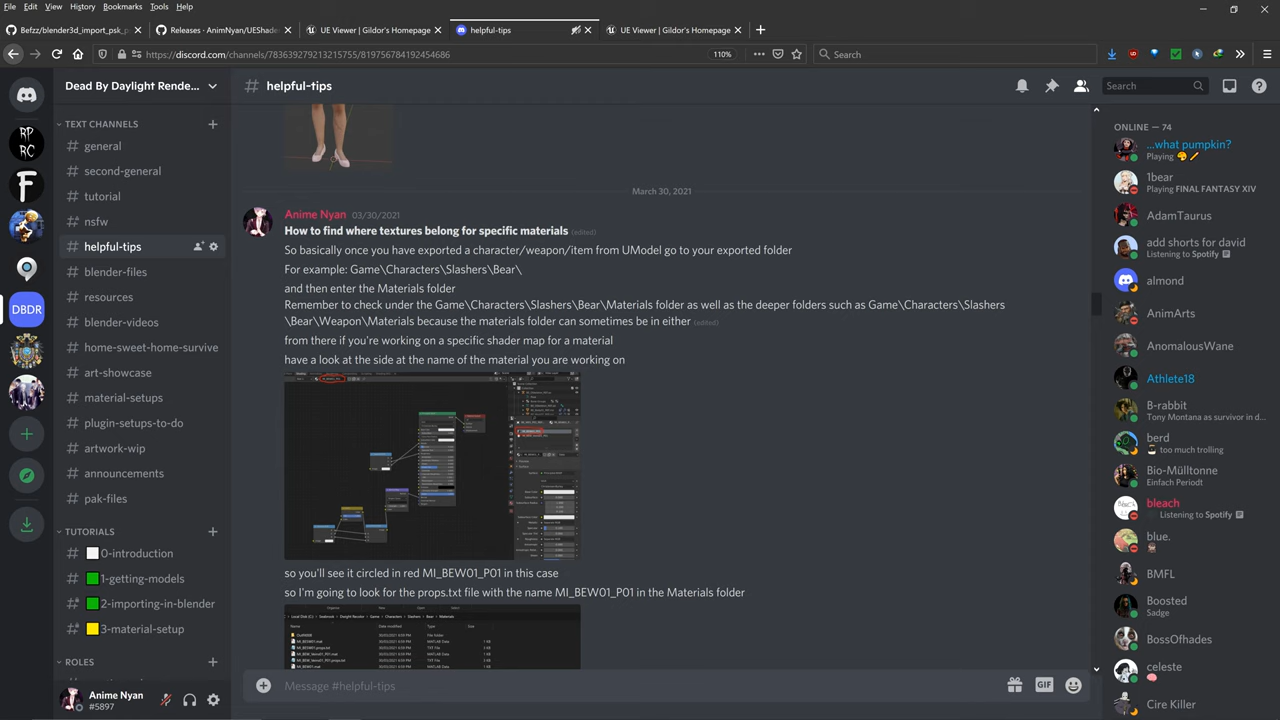 File Edit View History Bookmarks Tools Help
Befzz/blender3d_import_psk_p
Releases · AnimNyan/UEShade
UE Viewer | Gildor's Homepage
helpful-tips
UE Viewer | Gildor's Homepage
https://discord.com/channels/783639279213215755/819756784192454686
110%
Search
Dead By Daylight Rende...
helpful-tips
Search
TEXT CHANNELS
general
second-general
tutorial
nsfw
helpful-tips
blender-files
resources
blender-videos
home-sweet-home-survive
art-showcase
material-setups
plugin-setups-to-do
artwork-wip
announcements
pak-files
TUTORIALS
0-introduction
1-getting-models
2-importing-in-blender
3-material-setup
ROLES
RP
RC
DBDR
Anime Nyan
#5897
March 30, 2021
Anime Nyan 03/30/2021
How to find where textures belong for specific materials (edited)
So basically once you have exported a character/weapon/item from UModel go to your exported folder
For example: Game\Characters\Slashers\Bear\
and then enter the Materials folder
Remember to check under the Game\Characters\Slashers\Bear\Materials folder as well as the deeper folders such as Game\Characters\Slashers
\Bear\Weapon\Materials because the materials folder can sometimes be in either (edited)
from there if you're working on a specific shader map for a material
have a look at the side at the name of the material you are working on
so you'll see it circled in red MI_BEW01_P01 in this case
so I'm going to look for the props.txt file with the name MI_BEW01_P01 in the Materials folder
Message #helpful-tips
GIF
ONLINE — 74
...what pumpkin?
Playing
1bear
Playing FINAL FANTASY XIV
AdamTaurus
add shorts for david
Listening to Spotify
almond
AnimArts
AnomalousWane
Athlete18
B-rabbit
Tony Montana as survivor in d...
berd
too much trolling
Bio-Mülltonne
Einfach Periodt
bleach
Listening to Spotify
blue.
BMFL
Boosted
Sadge
BossOfhades
celeste
Cire Killer